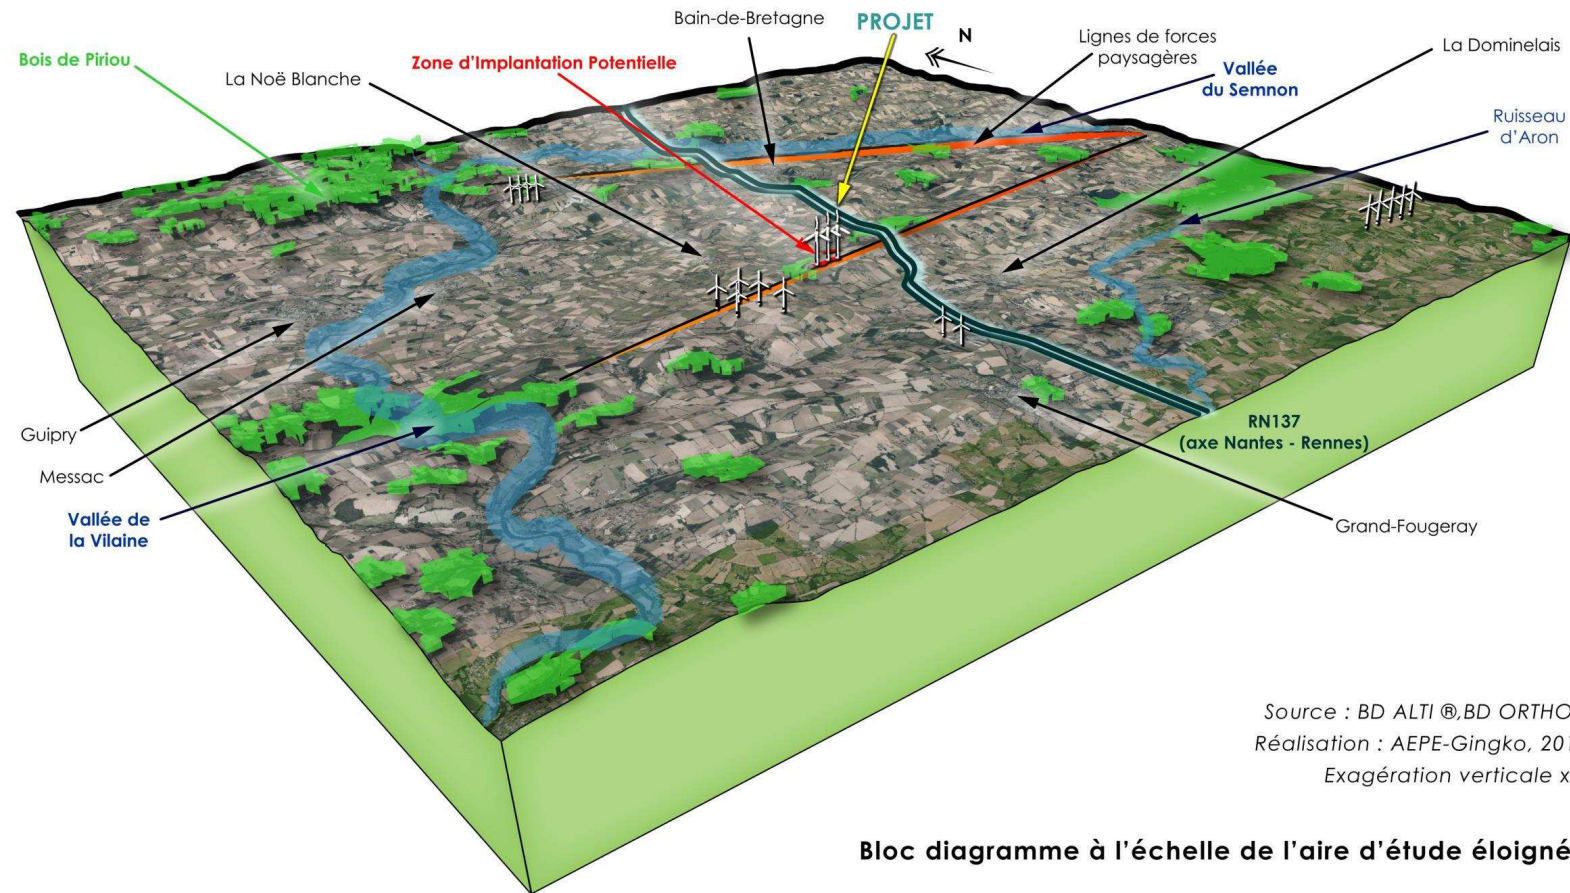 Bain-de-Bretagne
PROJET
N
Lignes de forces
paysagères
La Dominelais
Bois de Piriou
La Noë Blanche
Zone d'Implantation Potentielle
Vallée
du Semnon
Ruisseau
d'Aron
Guipry
Messac
Vallée de
la Vilaine
RN137
(axe Nantes - Rennes)
Grand-Fougeray
Source : BD ALTI ®,BD ORTHO
Réalisation : AEPE-Gingko, 201
Exagération verticale x
Bloc diagramme à l'échelle de l'aire d'étude éloigné